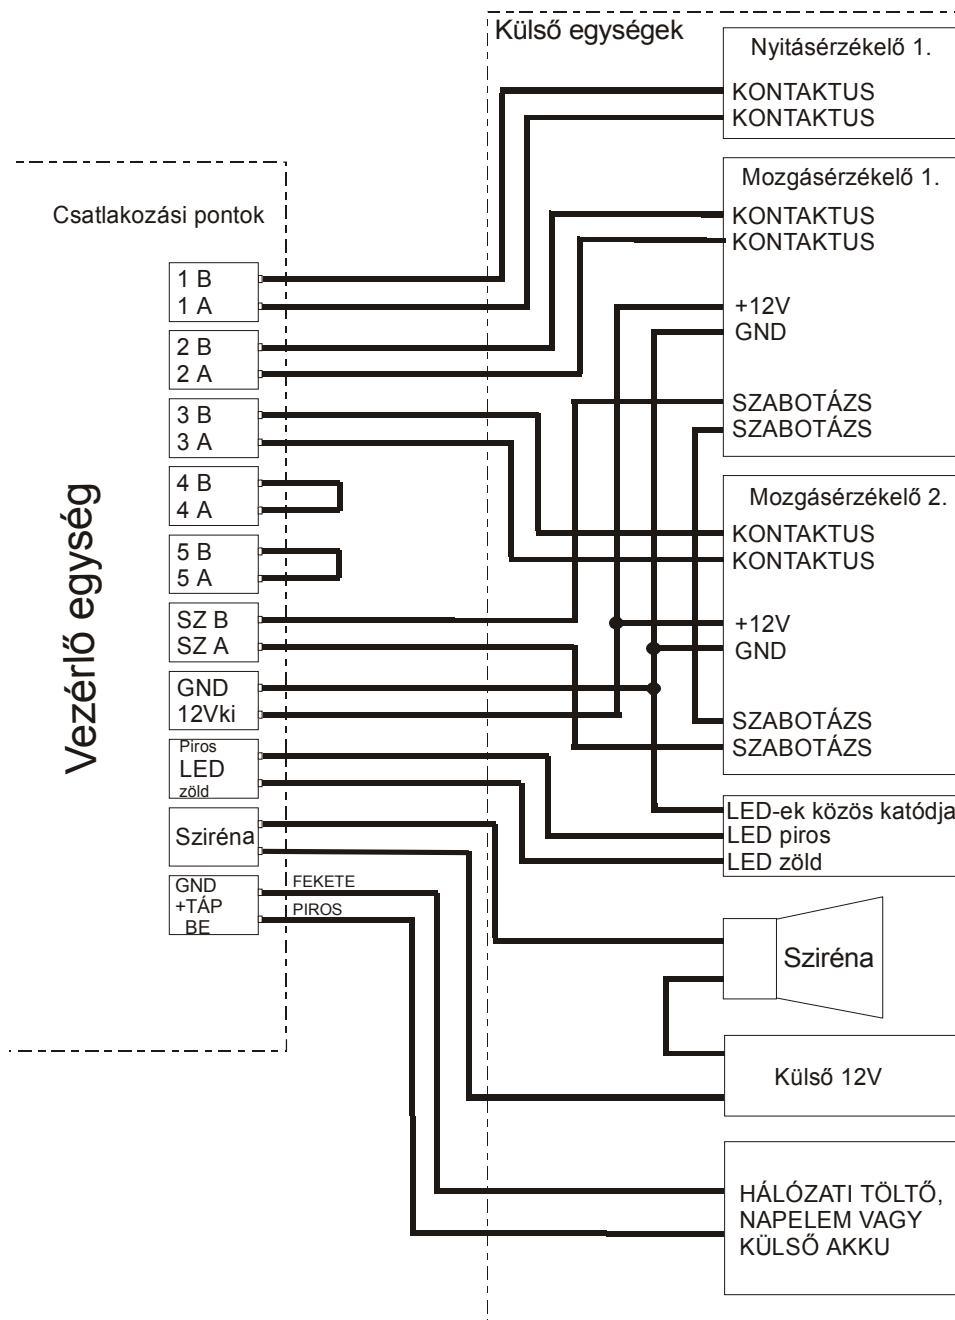 Külső egységek
Nyitásérzékelő 1.
KONTAKTUS
KONTAKTUS
Mozgásérzékelő 1.
KONTAKTUS
KONTAKTUS
+12V
GND
SZABOTÁZS
SZABOTÁZS
Mozgásérzékelő 2.
KONTAKTUS
KONTAKTUS
+12V
GND
SZABOTÁZS
SZABOTÁZS
LED-ek közös katódja
LED piros
LED zöld
Sziréna
Külső 12V
HÁLÓZATI TÖLTŐ,
NAPELEM VAGY
KÜLSŐ AKKU
Csatlakozási pontok
Vezérlő egység
1 B
1 A
2 B
2 A
3 B
3 A
4 B
4 A
5 B
5 A
SZ B
SZ A
GND
12Vki
Piros
LED
zöld
Sziréna
GND
+TÁP
BE
FEKETE
PIROS